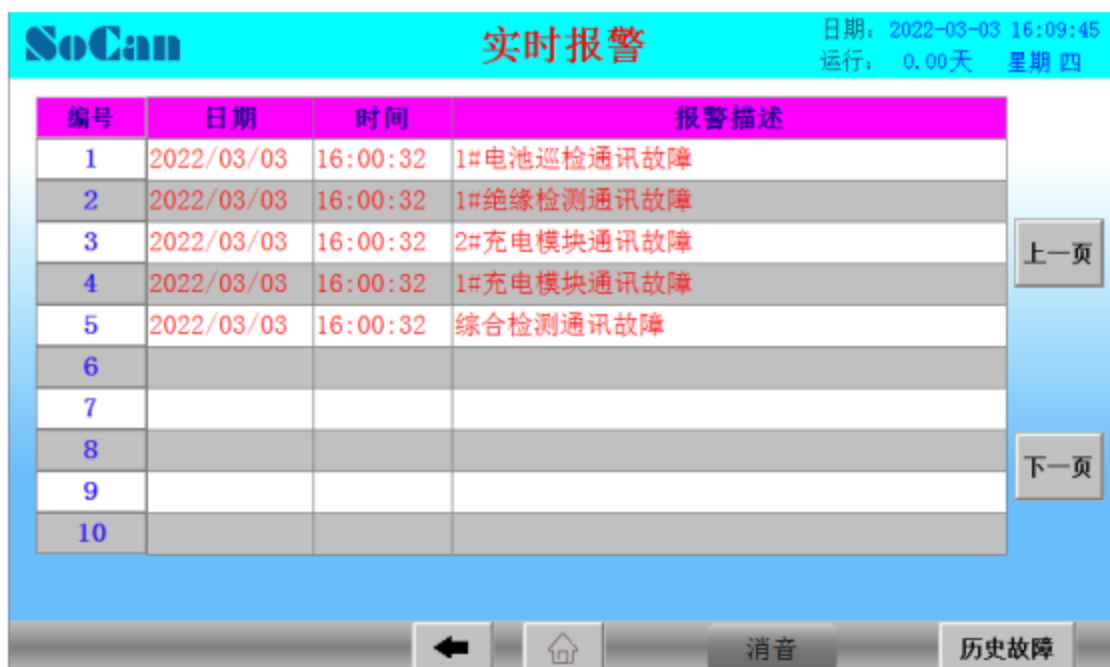 SoCan 实时报警 日期: 2022-03-03 16:09:45
运行: 0.00天 星期 四
编号 日期 时间 报警描述
1 2022/03/03 16:00:32 1#电池巡检通讯故障
2 2022/03/03 16:00:32 1#绝缘检测通讯故障
3 2022/03/03 16:00:32 2#充电模块通讯故障
上一页
4 2022/03/03 16:00:32 1#充电模块通讯故障
5 2022/03/03 16:00:32 综合检测通讯故障
6
7
8
下一页
9
10
消音 历史故障